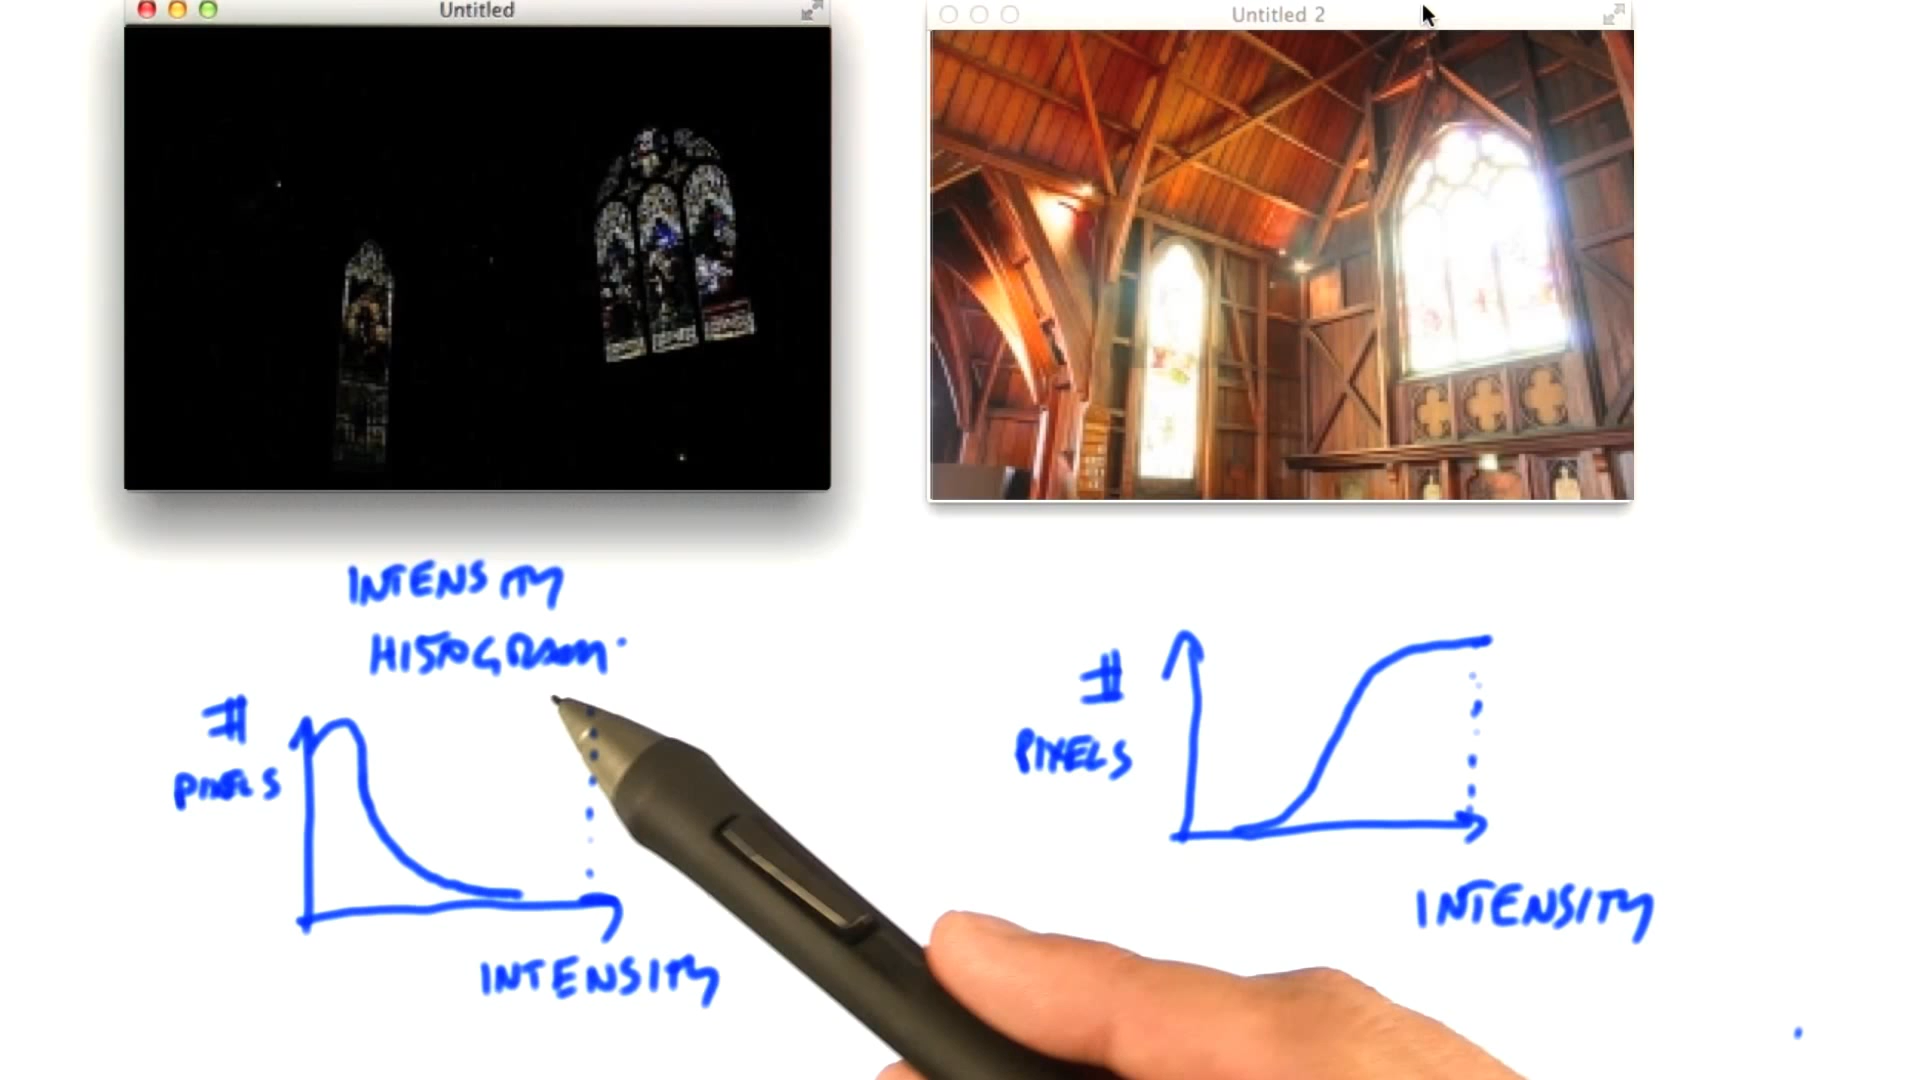 Untitled
Untitled 2
INTENSITY
HISTOGRAM
#
PIXELS
INTENSITY
#
PIXELS
INTENSITY